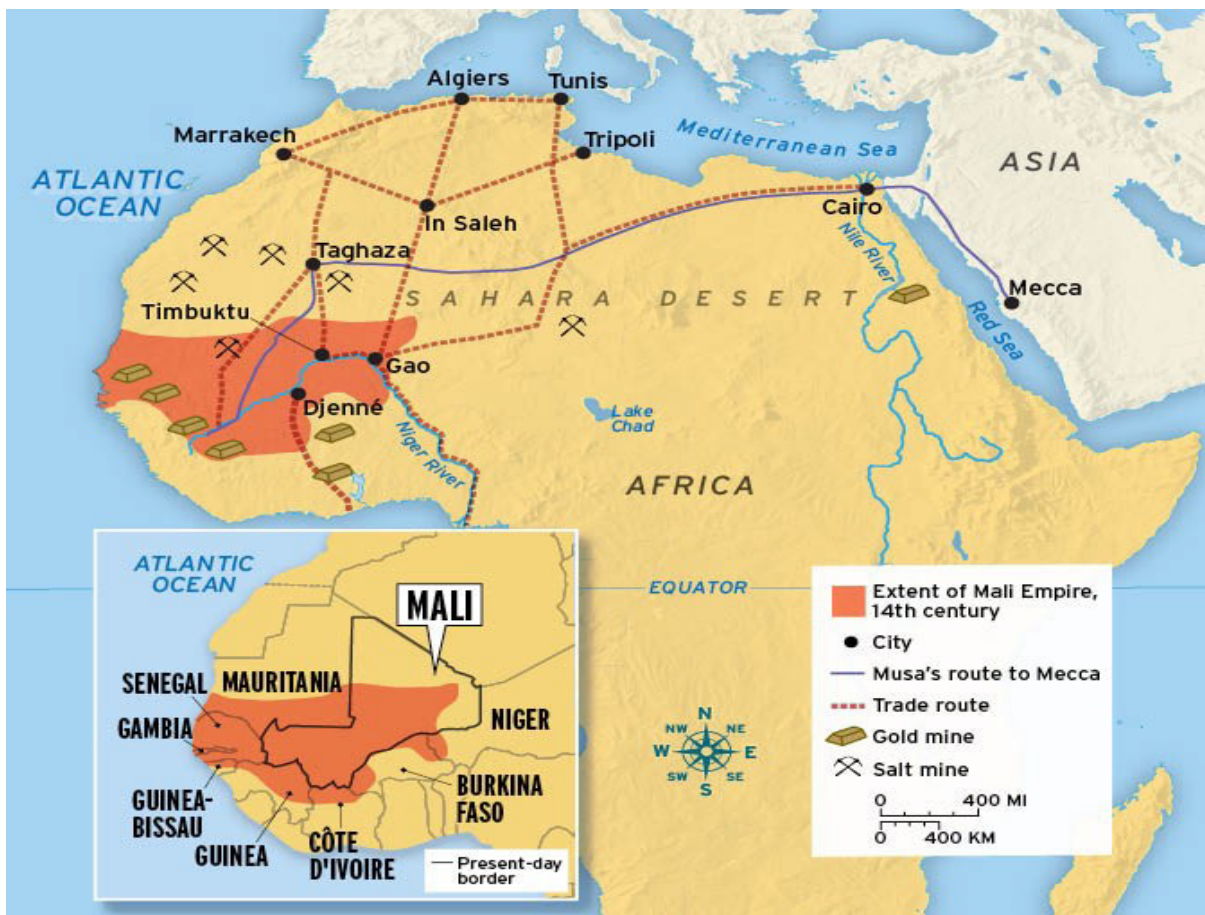 Algiers
Tunis
Marrakech
Tripoli
Mediterranean Sea
ASIA
ATLANTIC
OCEAN
In Saleh
Cairo
Taghaza
Nile River
Mecca
Timbuktu
SAHARA DESERT
Red Sea
Gao
Djenné
Lake
Chad
Niger River
AFRICA
EQUATOR
ATLANTIC
OCEAN
MALI
SENEGAL
MAURITANIA
GAMBIA
NIGER
GUINEA-
BISSAU
BURKINA
FASO
GUINEA
CÔTE
D'IVOIRE
Present-day
border
N
NW
NE
W
E
SW
SE
S
Extent of Mali Empire,
14th century
City
Musa's route to Mecca
Trade route
Gold mine
Salt mine
0 400 MI
0 400 KM